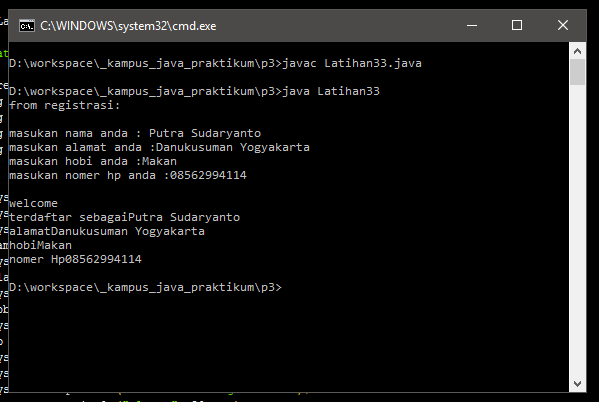 C:\WINDOWS\system32\cmd.exe
D:\workspace\_kampus_java_praktikum\p3>javac Latihan33.java
D:\workspace\_kampus_java_praktikum\p3>java Latihan33
from registrasi:
masukan nama anda : Putra Sudaryanto
masukan alamat anda :Danukusuman Yogyakarta
masukan hobi anda :Makan
masukan nomer hp anda :08562994114
welcome
terdaftar sebagaiPutra Sudaryanto
alamatDanukusuman Yogyakarta
hobiMakan
nomer Hp08562994114
D:\workspace\_kampus_java_praktikum\p3>